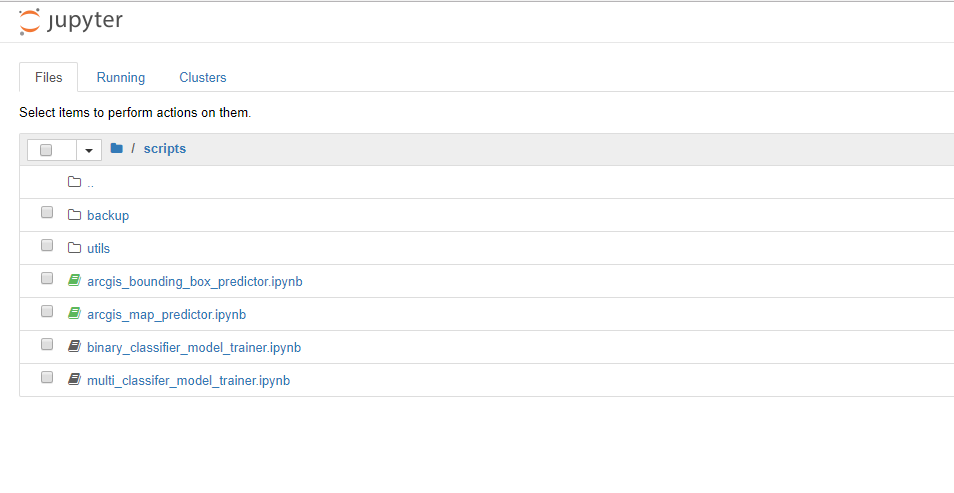 jupyter
Files Running Clusters
Select items to perform actions on them.
/ scripts
..
backup
utils
arcgis_bounding_box_predictor.ipynb
arcgis_map_predictor.ipynb
binary_classifier_model_trainer.ipynb
multi_classifer_model_trainer.ipynb